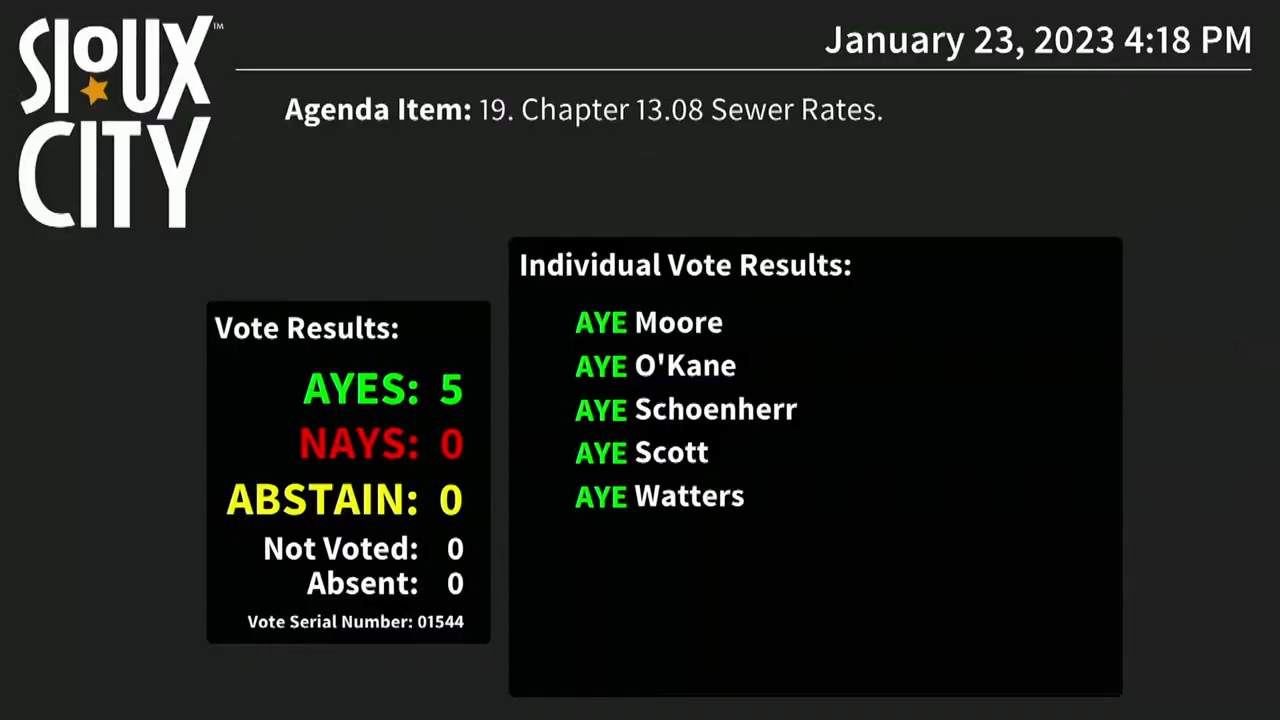 SIOUX
CITY
™
January 23, 2023 4:18 PM
Agenda Item: 19. Chapter 13.08 Sewer Rates.
Vote Results:
AYES: 5
NAYS: 0
ABSTAIN: 0
Not Voted: 0
Absent: 0
Vote Serial Number: 01544
Individual Vote Results:
AYE Moore
AYE O'Kane
AYE Schoenherr
AYE Scott
AYE Watters